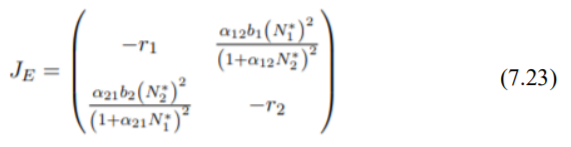 $J_E = \begin{pmatrix} -r_1 & \frac{\alpha_{12} b_1 (N_1^*)^2}{(1+\alpha_{12} N_2^*)^2} \\ \frac{\alpha_{21} b_2 (N_2^*)^2}{(1+\alpha_{21} N_1^*)^2} & -r_2 \end{pmatrix}$ (7.23)